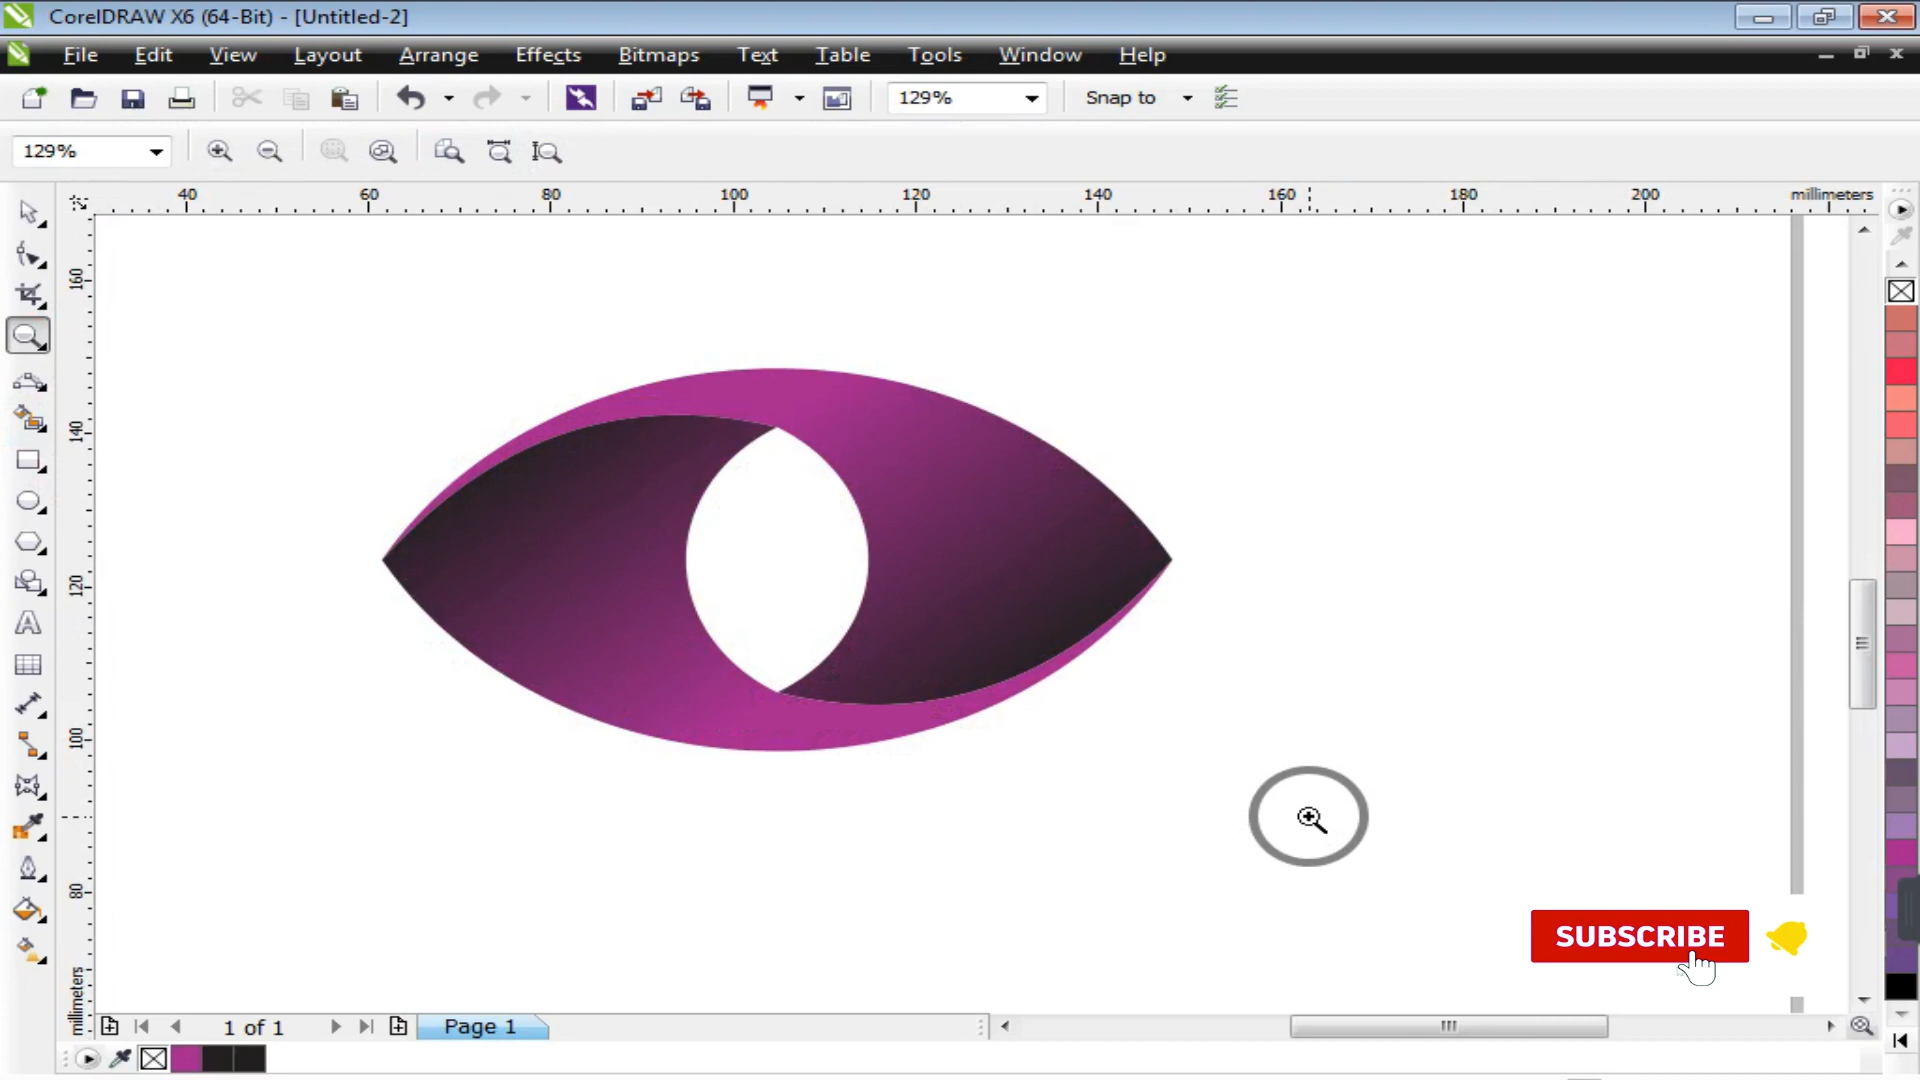 CorelDRAW X6 (64-Bit) - [Untitled-2]
File Edit View Layout Arrange Effects Bitmaps Text Table Tools Window Help
129% Snap to
129%
40 60 80 100 120 140 160 180 200 millimeters
160
140
120
100
80
millimeters
SUBSCRIBE
1 of 1 Page 1